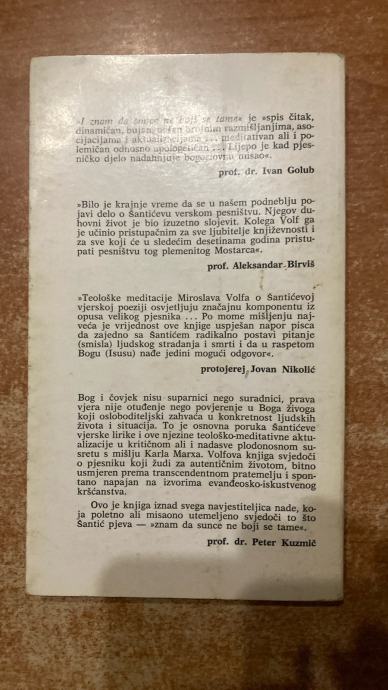 »I znam da sunce ne boji se tame« je »spis čitak,
dinamičan, bujan, pun brojnim razmišljanjima, aso-
cijacijama i aktualizacijama ... meditativan ali i po-
lemičan odnosno apologetičan ... Lijepo je kad pjes-
ničko djelo nadahnjuje bogoslovnu misao«.
prof. dr. Ivan Golub
»Bilo je krajnje vreme da se u našem podneblju po-
javi delo o Šantićevu verskom pesništvu. Njegov du-
hovni život je bio izuzetno slojevit. Kolega Volf ga
je učinio pristupačnim za sve ljubitelje književnosti i
za sve koji će u sledećim desetinama godina pristu-
pati pesništvu tog plemenitog Mostarca«.
prof. Aleksandar Birviš
»Teološke meditacije Miroslava Volfa o Šantićevoj
vjerskoj poeziji osvjetljuju značajnu komponentu iz
opusa velikog pjesnika ... Po mome mišljenju naj-
veća je vrijednost ove knjige uspješan napor pisca
da zajedno sa Šantićem radikalno postavi pitanje
(smisla) ljudskog stradanja i smrti i da u raspetom
Bogu (Isusu) nađe jedini mogući odgovor«.
protojerej Jovan Nikolić
Bog i čovjek nisu suparnici nego suradnici, prava
vjera nije otuđenje nego povjerenje u Boga živoga
koji osloboditeljski zahvaća u konkretnost ljudskih
života i situacija. To je osnovna poruka Šantićeve
vjerske lirike i ove njezine teološko-meditativne aktu-
alizacije u kritičnom ali i nadasve plodonosnom su-
sretu s mišlju Karla Marxa. Volfova knjiga svjedoči
o pjesniku koji žudi za autentičnim životom, bitno
usmjeren prema transcendentnom pratemelju i spon-
tano napajan na izvorima evanđeosko-iskustvenog
kršćanstva.
Ovo je knjiga iznad svega navjestiteljica nade, ko-
ja poletno ali misaono utemeljeno svjedoči to što
Šantić pjeva — »znam da sunce ne boji se tame«.
prof. dr. Peter Kuzmič